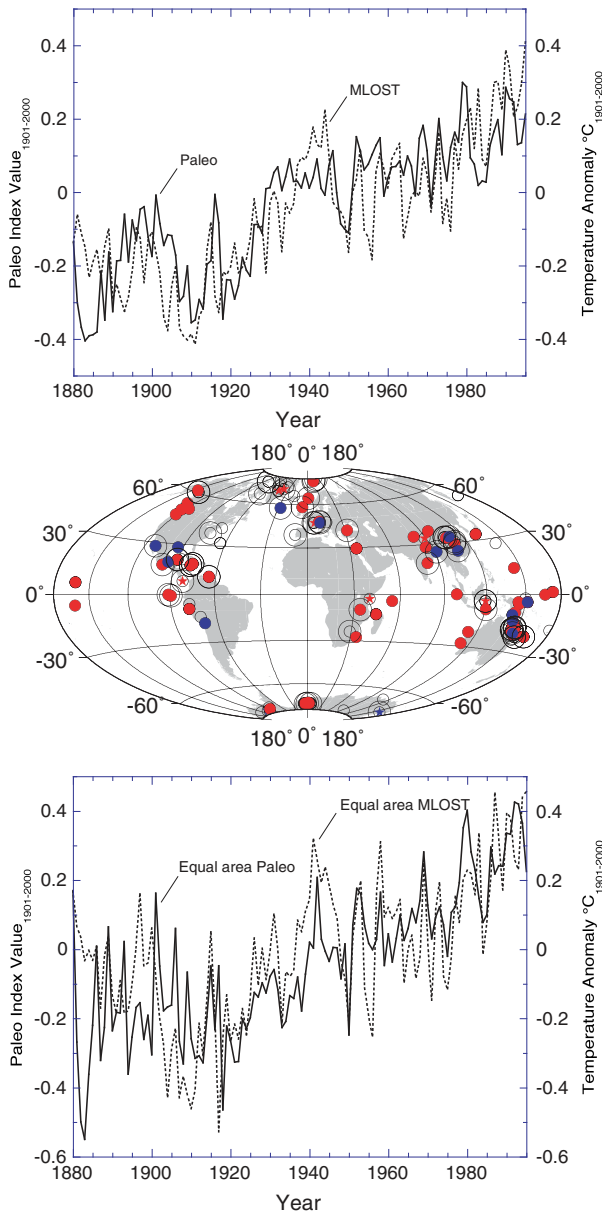 0.4
0.2
0
-0.2
-0.4
Paleo Index Value1901-2000
MLOST
Paleo
0.4
0.2
0
-0.2
-0.4
Temperature Anomaly °C1901-2000
1880 1900 1920 1940 1960 1980
Year
180° 0° 180°
60° 60°
30° 30°
0° 0°
-30° -30°
-60° -60°
180° 0° 180°
0.4
0.2
0
-0.2
-0.4
-0.6
Paleo Index Value1901-2000
Equal area MLOST
Equal area Paleo
0.4
0.2
0
-0.2
-0.4
-0.6
Temperature Anomaly °C1901-2000
1880 1900 1920 1940 1960 1980
Year